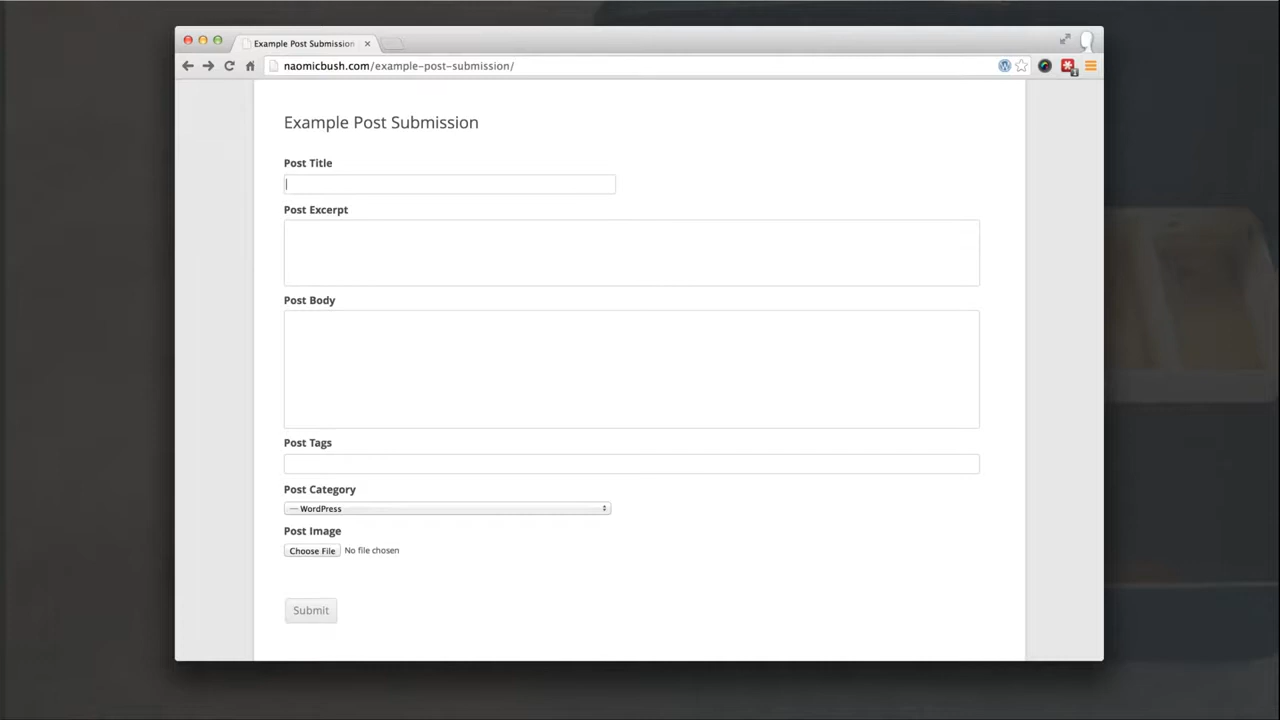 Example Post Submission
naomicbush.com/example-post-submission/
Example Post Submission
Post Title
Post Excerpt
Post Body
Post Tags
Post Category
— WordPress
Post Image
Choose File No file chosen
Submit